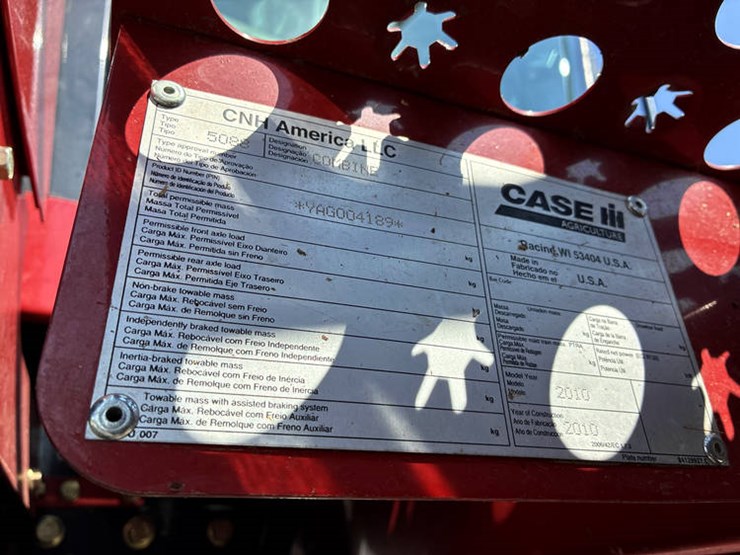 CNH America LLC
Type
Tipo
Tipo
5088
Designation
Designação
Designación
COMBINE
Type approval number
Número do Tipo de Aprovação
Número del Tipo de Aprobación
Product ID Number (PIN)
Número de identificação do Produto
Número de identificación del Producto
*YAG004189*
Total permissible mass
Massa Total Permissível
Masa Total Permitida
kg
Permissible front axle load
Carga Máx. Permissível Eixo Dianteiro
Carga Máx. Permitida sin Freno
kg
Permissible rear axle load
Carga Máx. Permissível Eixo Traseiro
Carga Máx. Permitida Eje Trasero
kg
Non-brake towable mass
Carga Máx. Rebocável sem Freio
Carga Máx. de Remolque sin Freno
kg
Independently braked towable mass
Carga Máx. Rebocável com Freio Independente
Carga Máx. de Remolque con Freno Independiente
kg
Inertia-braked towable mass
Carga Máx. Rebocável com Freio de Inércia
Carga Máx. de Remolque con Freno de Inércia
kg
Towable mass with assisted braking system
Carga Máx. Rebocável com Freio Auxiliar
Carga Máx. de Remolque con Freno Auxiliar
kg
007
CASE IH
AGRICULTURE
Racine, WI 53404 U.S.A.
Made in
Fabricado no
Hecho en el
U.S.A.
Model Year
Modelo
Modelo
2010
Year of Construction
Ano de Fabricação
Año de Construcción
2010
Plate number